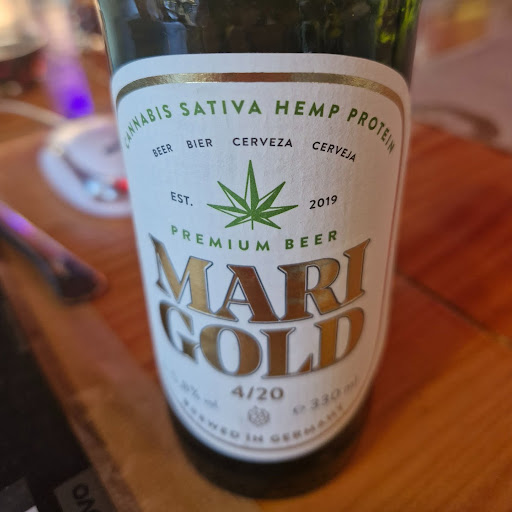 CANNABIS SATIVA HEMP PROTEIN
BEER BIER CERVEZA CERVEJA
EST. 2019
PREMIUM BEER
MARI
GOLD
4/20
℮ 330 ml
BREWED IN GERMANY